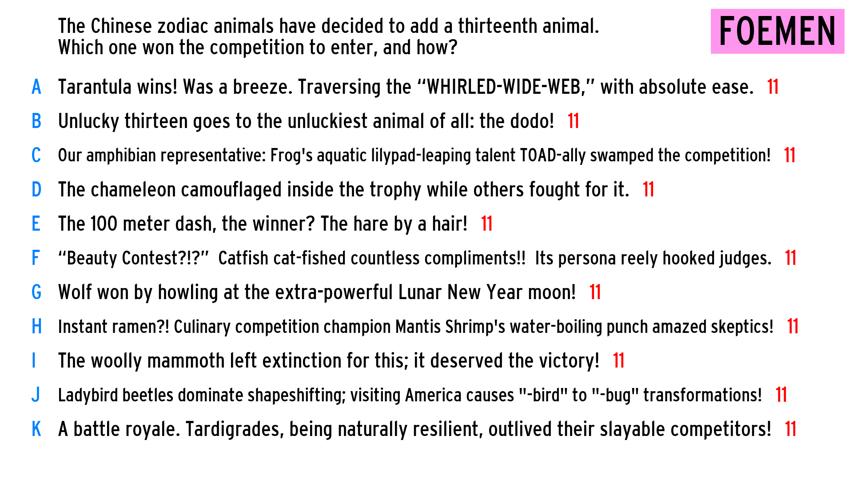 The Chinese zodiac animals have decided to add a thirteenth animal.
Which one won the competition to enter, and how?
FOEMEN
A Tarantula wins! Was a breeze. Traversing the “WHIRLED-WIDE-WEB,” with absolute ease. 11
B Unlucky thirteen goes to the unluckiest animal of all: the dodo! 11
C Our amphibian representative: Frog's aquatic lilypad-leaping talent TOAD-ally swamped the competition! 11
D The chameleon camouflaged inside the trophy while others fought for it. 11
E The 100 meter dash, the winner? The hare by a hair! 11
F “Beauty Contest?!?” Catfish cat-fished countless compliments!! Its persona reely hooked judges. 11
G Wolf won by howling at the extra-powerful Lunar New Year moon! 11
H Instant ramen?! Culinary competition champion Mantis Shrimp's water-boiling punch amazed skeptics! 11
I The woolly mammoth left extinction for this; it deserved the victory! 11
J Ladybird beetles dominate shapeshifting; visiting America causes "-bird" to "-bug" transformations! 11
K A battle royale. Tardigrades, being naturally resilient, outlived their slayable competitors! 11